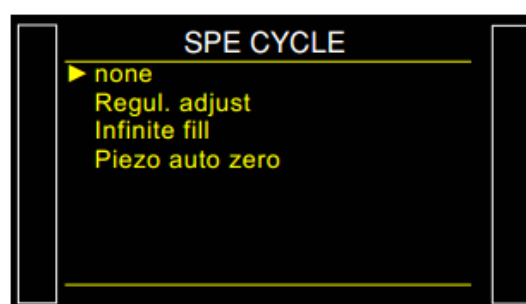 SPE CYCLE
none
Regul. adjust
Infinite fill
Piezo auto zero